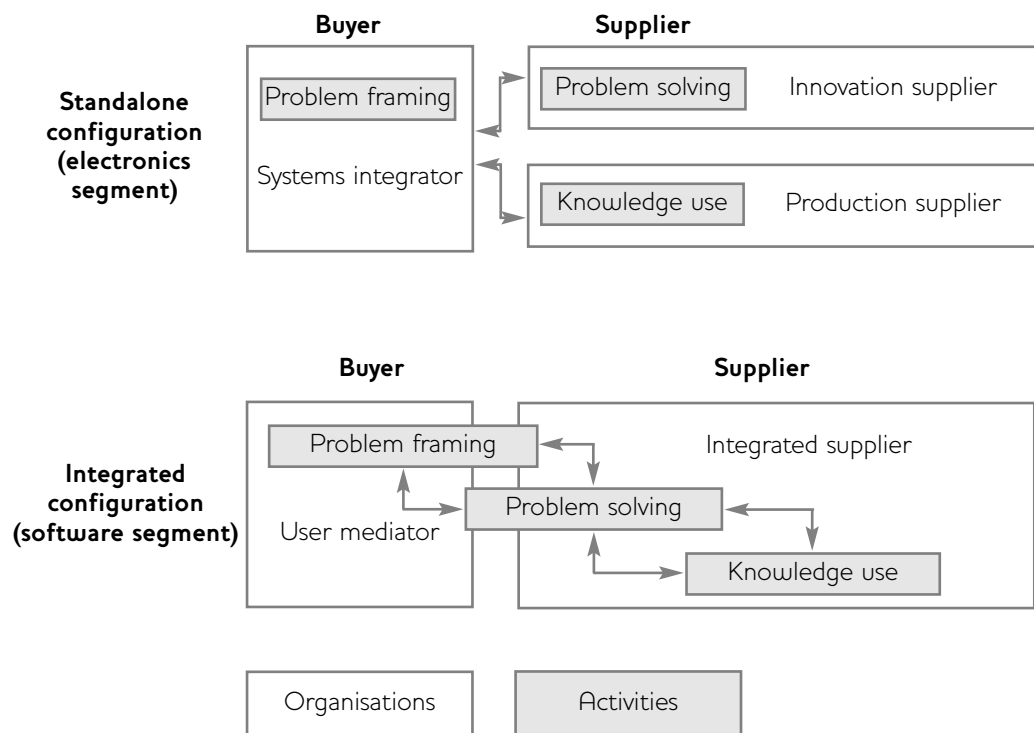 Buyer
Supplier
Standalone
configuration
(electronics
segment)
Problem framing
Systems integrator
Problem solving
Innovation supplier
Knowledge use
Production supplier
Buyer
Supplier
Integrated
configuration
(software segment)
Problem framing
User mediator
Integrated supplier
Problem solving
Knowledge use
Organisations
Activities